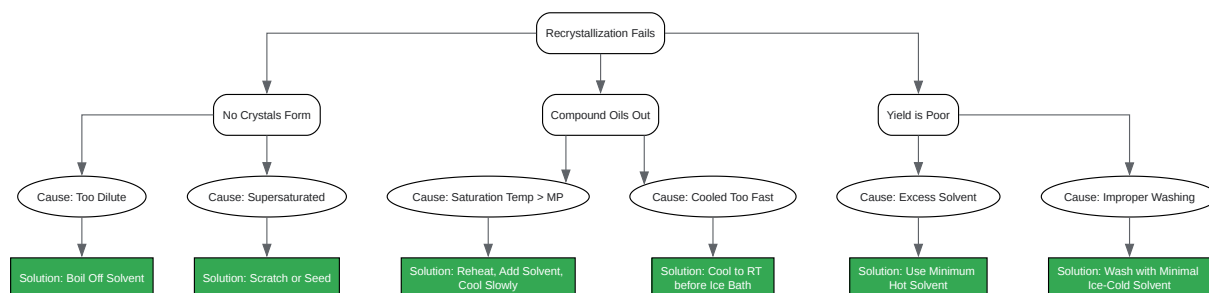 Recrystallization Fails
No Crystals Form
Compound Oils Out
Yield is Poor
Cause: Too Dilute
Cause: Supersaturated
Cause: Saturation Temp > MP
Cause: Cooled Too Fast
Cause: Excess Solvent
Cause: Improper Washing
Solution: Boil Off Solvent
Solution: Scratch or Seed
Solution: Reheat, Add Solvent,
Cool Slowly
Solution: Cool to RT
before Ice Bath
Solution: Use Minimum
Hot Solvent
Solution: Wash with Minimal
Ice-Cold Solvent